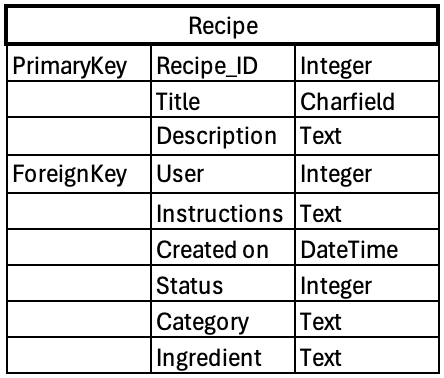 Recipe
PrimaryKey Recipe_ID Integer
Title Charfield
Description Text
ForeignKey User Integer
Instructions Text
Created on DateTime
Status Integer
Category Text
Ingredient Text